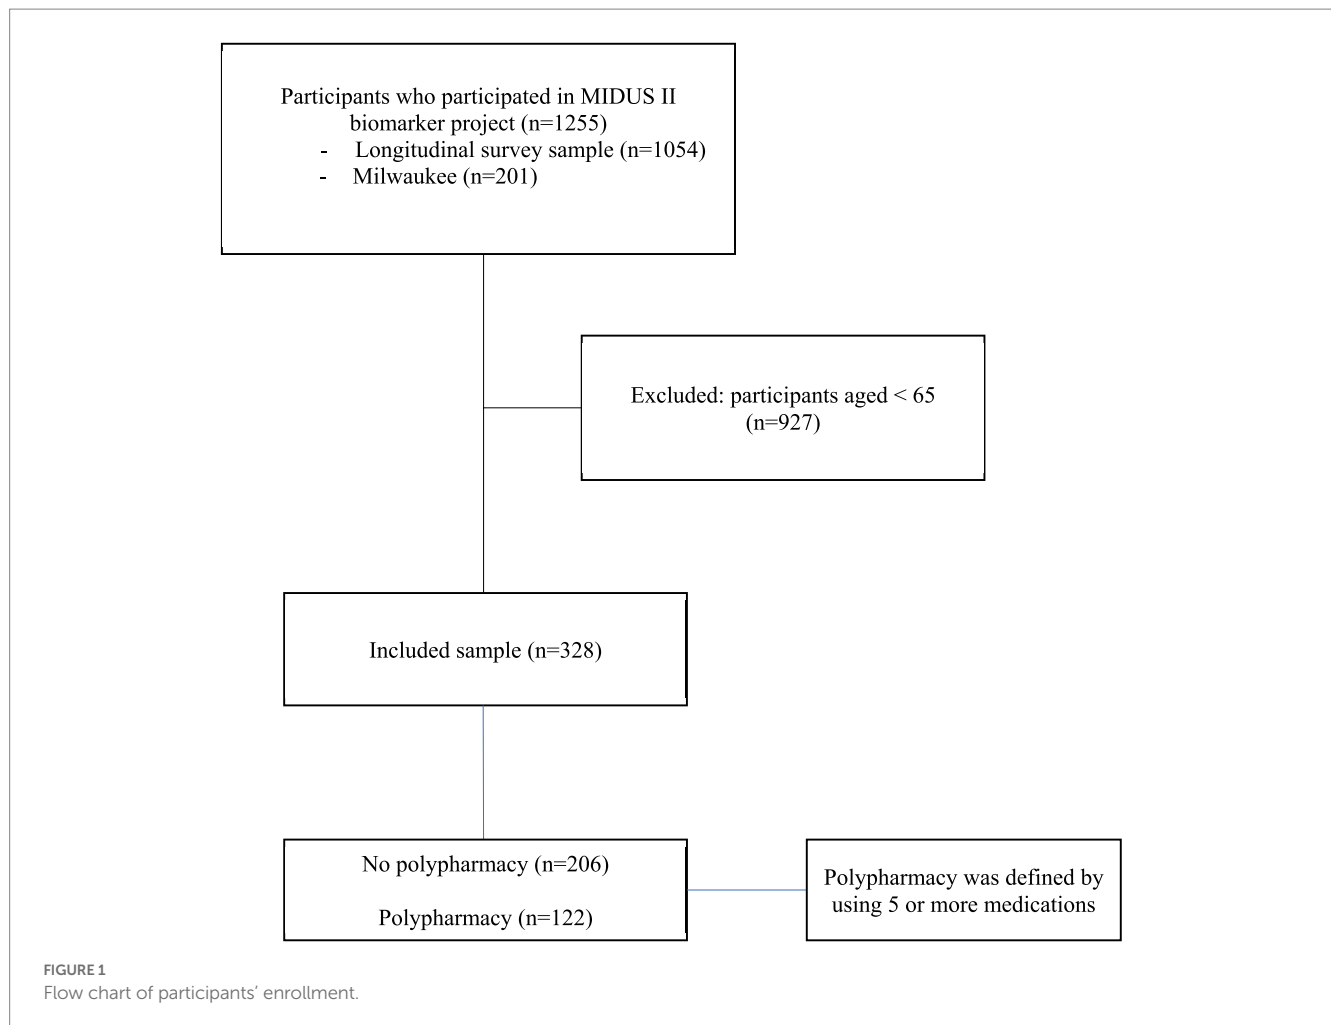 Participants who participated in MIDUS II
biomarker project (n=1255)
- Longitudinal survey sample (n=1054)
- Milwaukee (n=201)
Excluded: participants aged < 65
(n=927)
Included sample (n=328)
No polypharmacy (n=206)
Polypharmacy (n=122)
Polypharmacy was defined by
using 5 or more medications
FIGURE 1
Flow chart of participants’ enrollment.